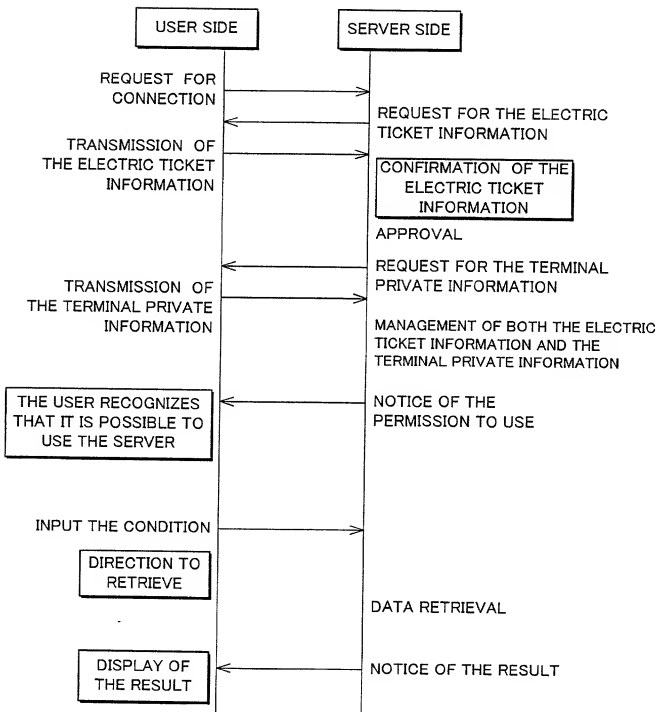 USER SIDE
SERVER SIDE
REQUEST FOR
CONNECTION
REQUEST FOR THE ELECTRIC
TICKET INFORMATION
TRANSMISSION OF
THE ELECTRIC TICKET
INFORMATION
CONFIRMATION OF THE
ELECTRIC TICKET
INFORMATION
APPROVAL
REQUEST FOR THE TERMINAL
PRIVATE INFORMATION
TRANSMISSION OF
THE TERMINAL PRIVATE
INFORMATION
MANAGEMENT OF BOTH THE ELECTRIC
TICKET INFORMATION AND THE
TERMINAL PRIVATE INFORMATION
NOTICE OF THE
PERMISSION TO USE
THE USER RECOGNIZES
THAT IT IS POSSIBLE TO
USE THE SERVER
INPUT THE CONDITION
DIRECTION TO
RETRIEVE
DATA RETRIEVAL
NOTICE OF THE RESULT
DISPLAY OF
THE RESULT